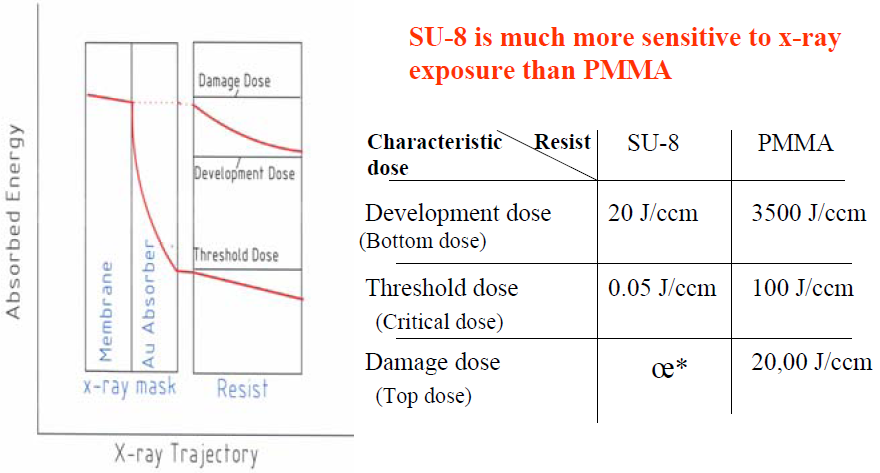 SU-8 is much more sensitive to x-ray
exposure than PMMA
Absorbed Energy
Membrane
Au Absorber
Damage Dose
Development Dose
Threshold Dose
x-ray mask
Resist
X-ray Trajectory
Characteristic Resist SU-8 PMMA
dose
Development dose 20 J/ccm 3500 J/ccm
(Bottom dose)
Threshold dose 0.05 J/ccm 100 J/ccm
(Critical dose)
Damage dose œ* 20,00 J/ccm
(Top dose)